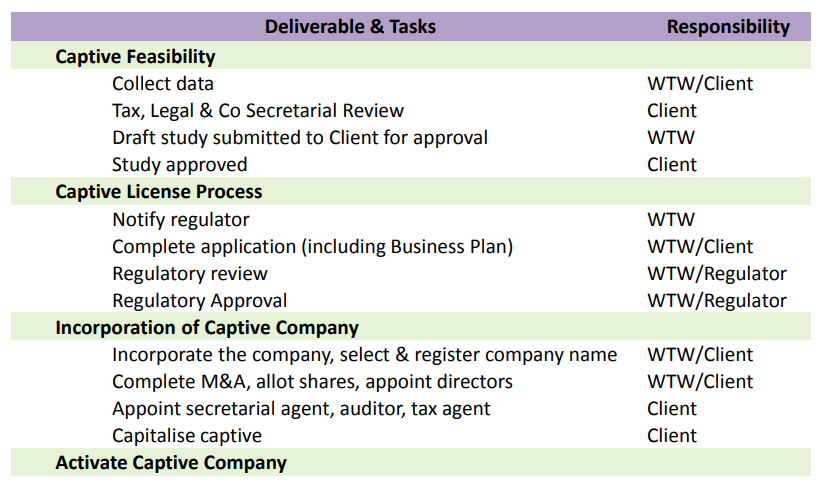 Deliverable & Tasks Responsibility
Captive Feasibility
Collect data WTW/Client
Tax, Legal & Co Secretarial Review Client
Draft study submitted to Client for approval WTW
Study approved Client
Captive License Process
Notify regulator WTW
Complete application (including Business Plan) WTW/Client
Regulatory review WTW/Regulator
Regulatory Approval WTW/Regulator
Incorporation of Captive Company
Incorporate the company, select & register company name WTW/Client
Complete M&A, allot shares, appoint directors WTW/Client
Appoint secretarial agent, auditor, tax agent Client
Capitalise captive Client
Activate Captive Company